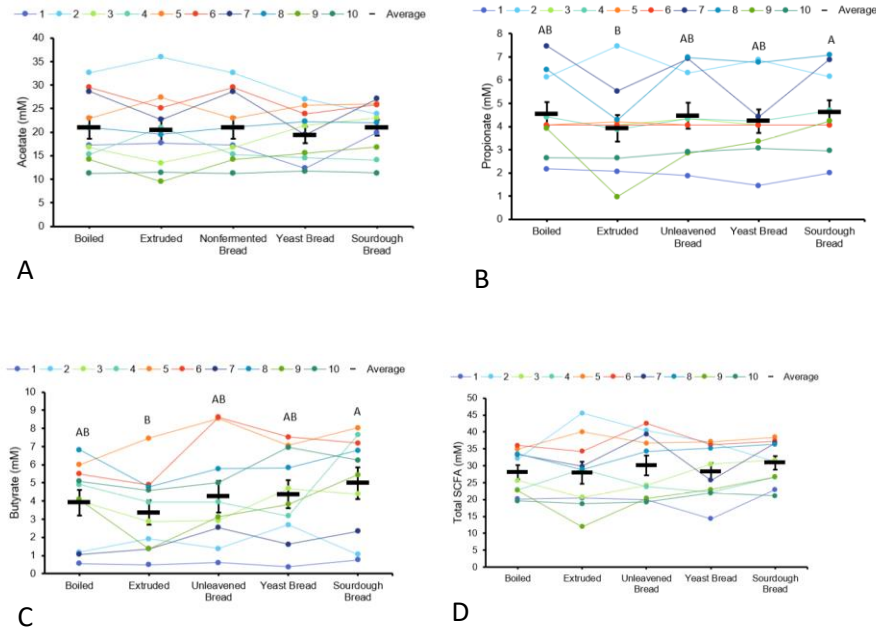 1 2 3 4 5 6 7 8 9 10 Average
Acetate (mM)
40
35
30
25
20
15
10
5
0
Boiled Extruded Nonfermented Bread Yeast Bread Sourdough Bread
A
1 2 3 4 5 6 7 8 9 10 Average
Propionate (mM)
8
7
6
5
4
3
2
1
0
AB B AB AB A
Boiled Extruded Unleavened Bread Yeast Bread Sourdough Bread
B
1 2 3 4 5 6 7 8 9 10 Average
Butyrate (mM)
10
9
8
7
6
5
4
3
2
1
0
AB B AB AB A
Boiled Extruded Unleavened Bread Yeast Bread Sourdough Bread
C
1 2 3 4 5 6 7 8 9 10 Average
Total SCFA (mM)
50
45
40
35
30
25
20
15
10
5
0
Boiled Extruded Unleavened Bread Yeast Bread Sourdough Bread
D